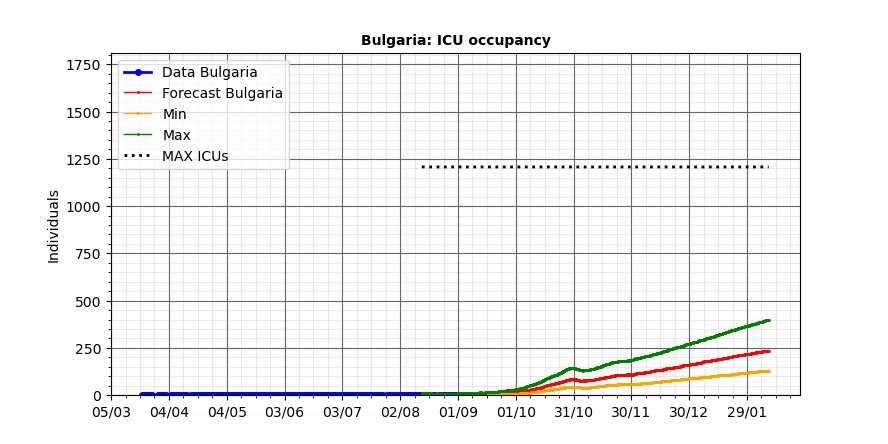 Bulgaria: ICU occupancy
Data Bulgaria
Forecast Bulgaria
Min
Max
MAX ICUs
Individuals
1750
1500
1250
1000
750
500
250
0
05/03 04/04 04/05 03/06 03/07 02/08 01/09 01/10 31/10 30/11 30/12 29/01